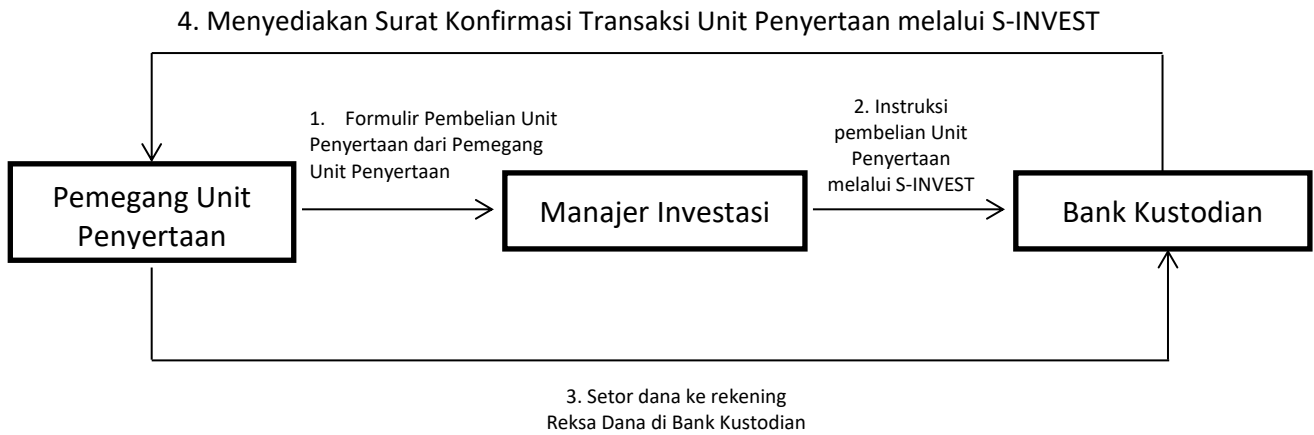 4. Menyediakan Surat Konfirmasi Transaksi Unit Penyertaan melalui S-INVEST
1. Formulir Pembelian Unit
Penyertaan dari Pemegang
Unit Penyertaan
2. Instruksi
pembelian Unit
Penyertaan
melalui S-INVEST
Pemegang Unit
Penyertaan
Manajer Investasi
Bank Kustodian
3. Setor dana ke rekening
Reksa Dana di Bank Kustodian